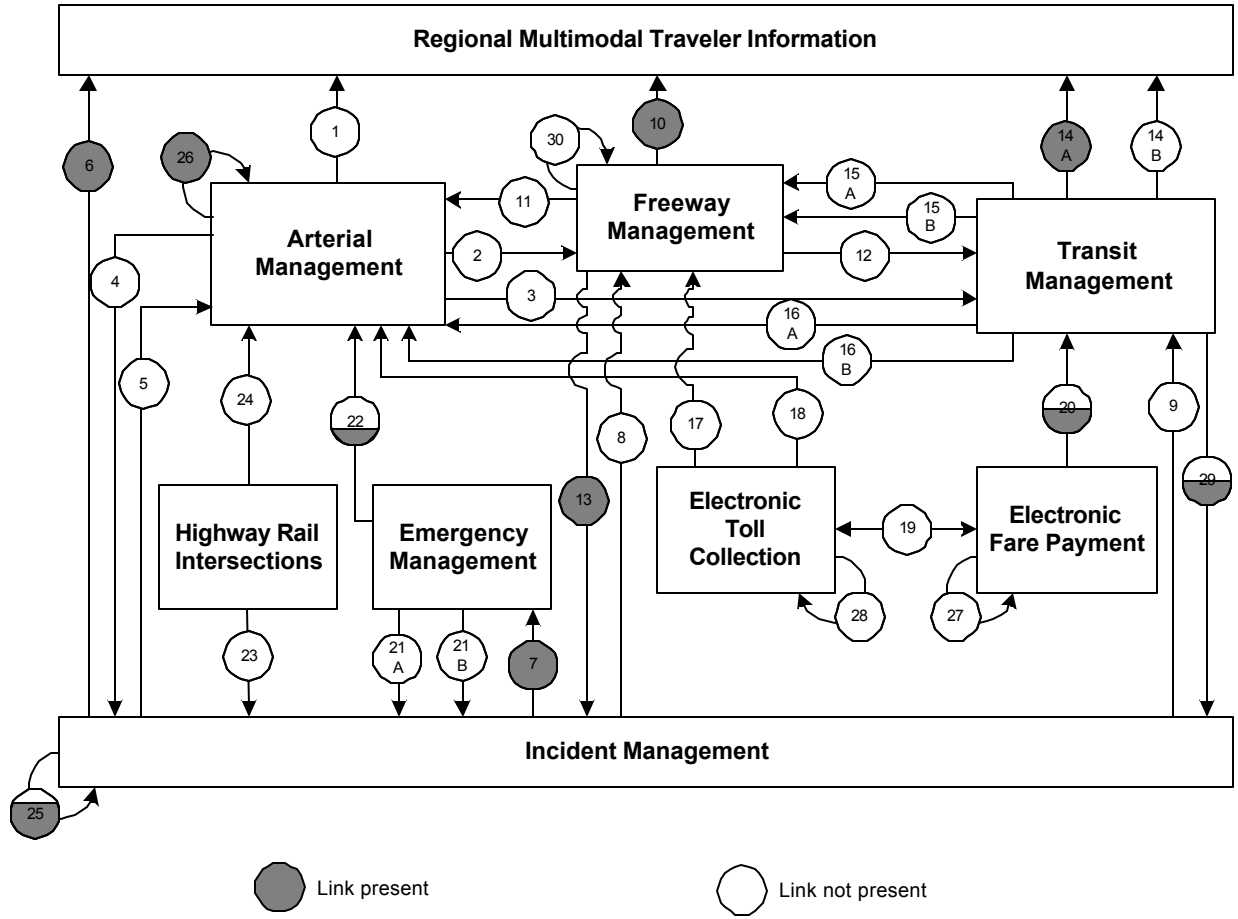 Regional Multimodal Traveler Information
6
26
1
30
10
14
A
14
B
Arterial
Management
11
2
Freeway
Management
15
A
15
B
12
Transit
Management
4
3
16
A
16
B
5
24
22
8
17
18
20
9
13
29
Highway Rail
Intersections
Emergency
Management
Electronic
Toll
Collection
19
Electronic
Fare Payment
28
27
23
21
A
21
B
7
Incident Management
25
Link present
Link not present